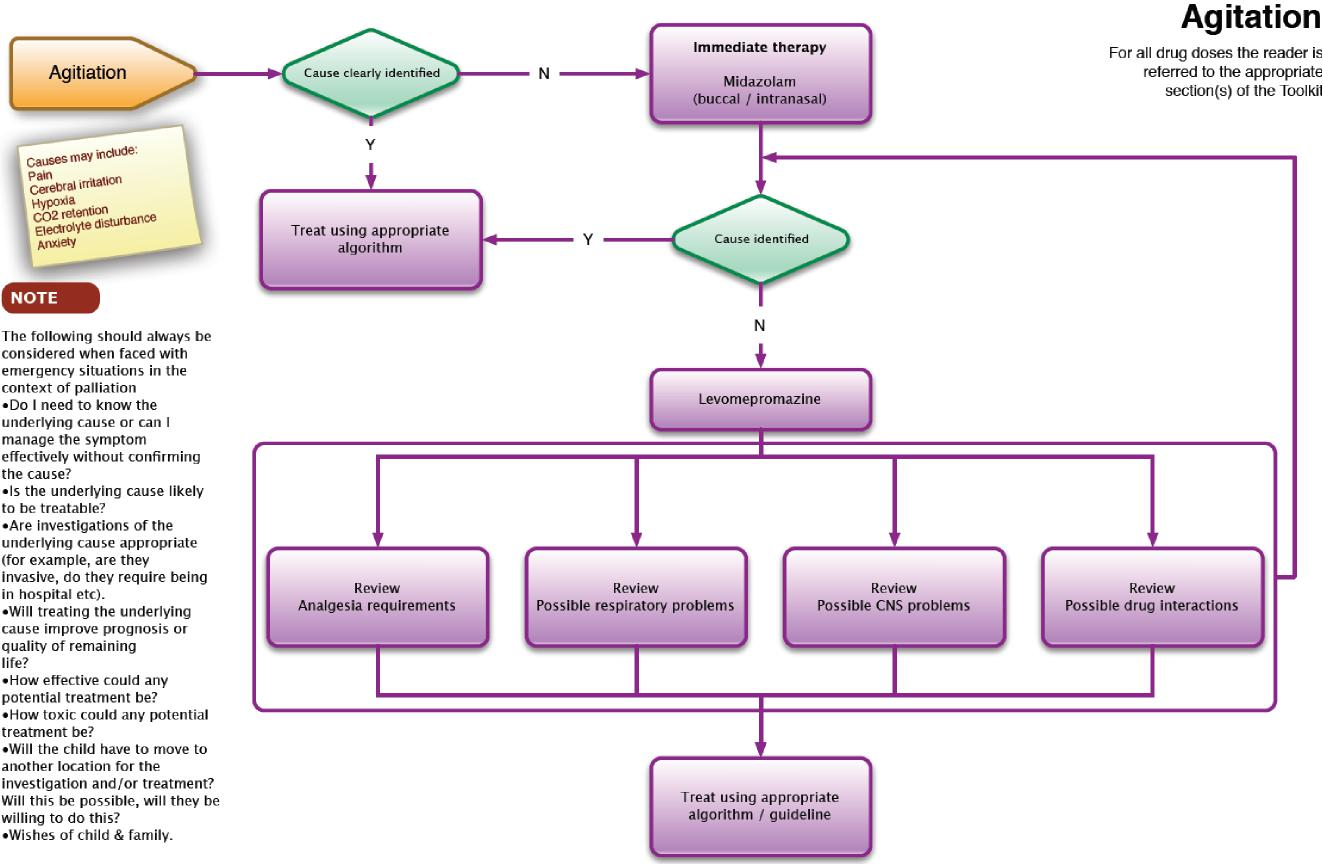 Agitation
For all drug doses the reader is
referred to the appropriate
section(s) of the Toolkit
Agitiation
Cause clearly identified
N
Immediate therapy
Midazolam
(buccal / intranasal)
Y
Causes may include:
Pain
Cerebral irritation
Hypoxia
CO2 retention
Electrolyte disturbance
Anxiety
Treat using appropriate
algorithm
Y
Cause identified
N
NOTE
The following should always be
considered when faced with
emergency situations in the
context of palliation
•Do I need to know the
underlying cause or can I
manage the symptom
effectively without confirming
the cause?
•Is the underlying cause likely
to be treatable?
•Are investigations of the
underlying cause appropriate
(for example, are they
invasive, do they require being
in hospital etc).
•Will treating the underlying
cause improve prognosis or
quality of remaining
life?
•How effective could any
potential treatment be?
•How toxic could any potential
treatment be?
•Will the child have to move to
another location for the
investigation and/or treatment?
Will this be possible, will they be
willing to do this?
•Wishes of child & family.
Levomepromazine
Review
Analgesia requirements
Review
Possible respiratory problems
Review
Possible CNS problems
Review
Possible drug interactions
Treat using appropriate
algorithm / guideline